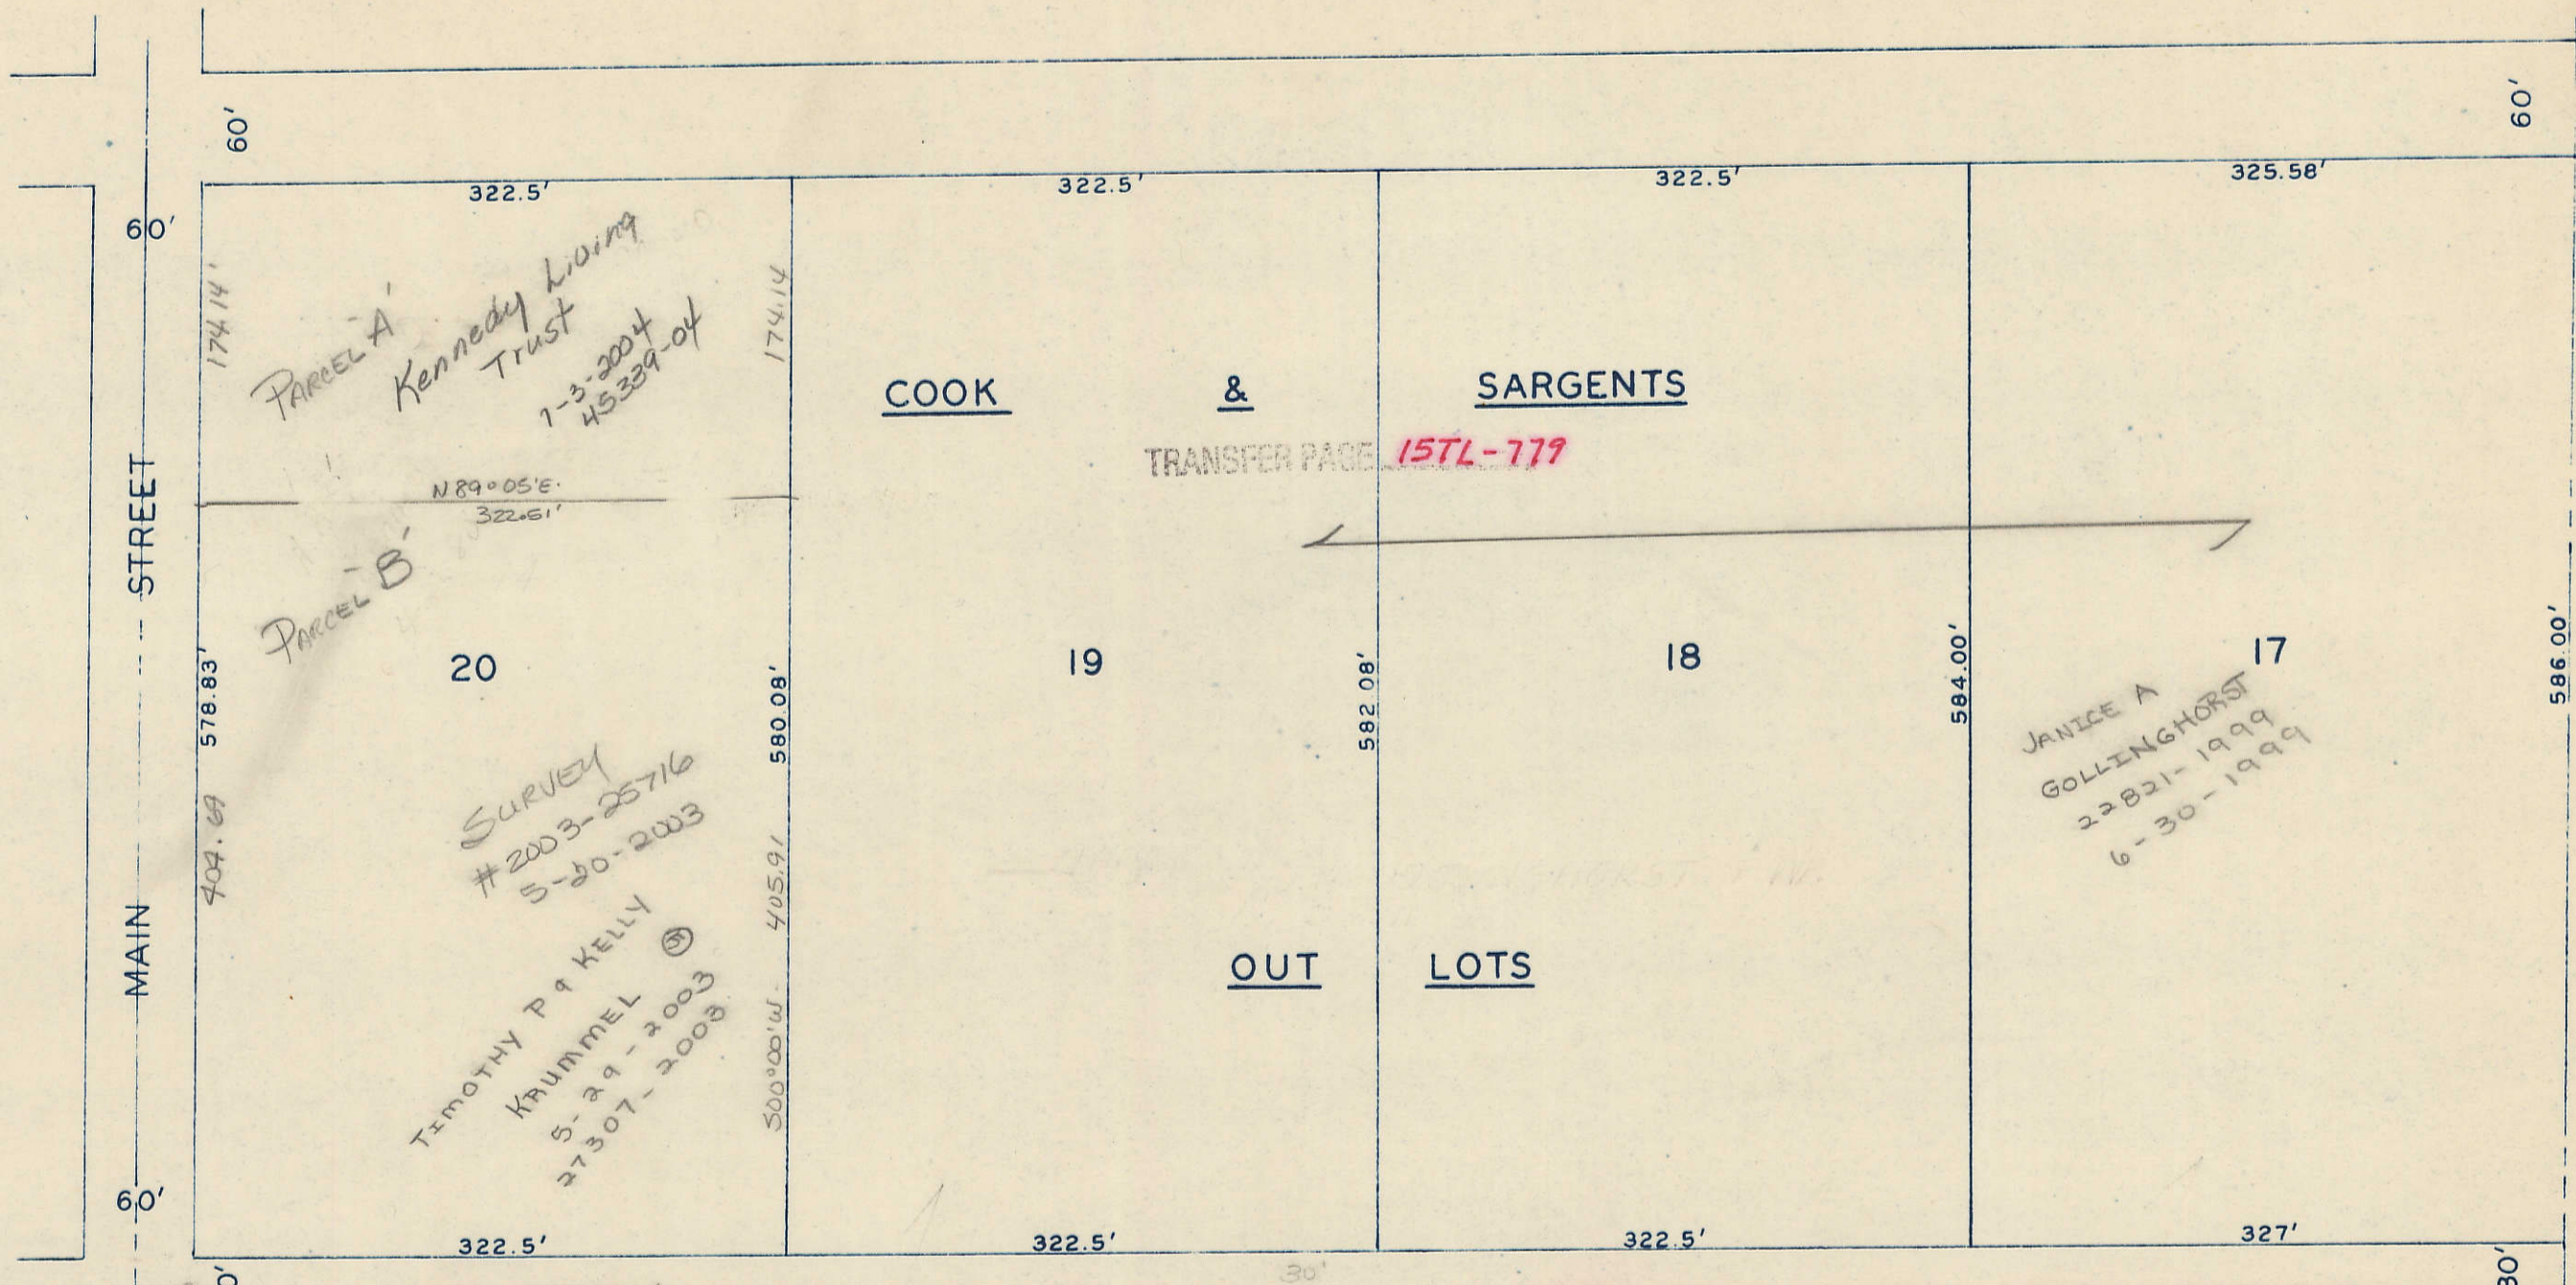 60'
60'
322.5'
322.5'
322.5'
325.58'
60'
174.14'
PARCEL 'A'
Kennedy Living
Trust
1-3-2004
45339-04
174.14
COOK & SARGENTS
TRANSFER PAGE 15TL-779
N 89° 05' E.
322.51'
PARCEL 'B'
MAIN STREET
578.83'
20
580.08'
19
582.08'
18
584.00'
17
586.00'
JANICE A
GOLLINGHORST
22821-1999
6-30-1999
404.69
SURVEY
#2003-25716
5-20-2003
405.91
TIMOTHY P & KELLY
KRUMMEL
5-29-2003
27307-2003
S00°00'W.
OUT LOTS
60'
322.5'
322.5'
322.5'
327'
30'